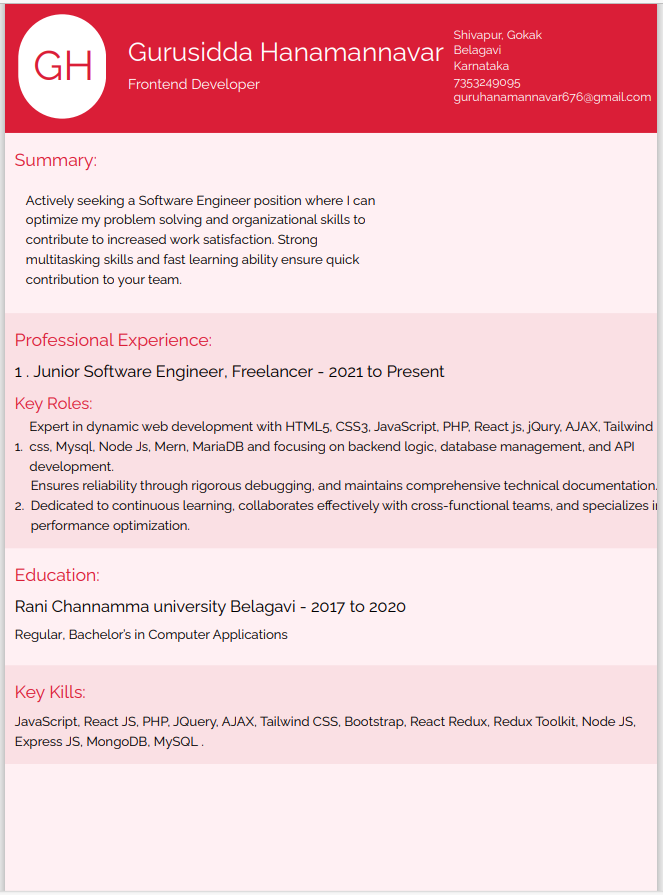 GH
Gurusidda Hanamannavar
Frontend Developer
Shivapur, Gokak
Belagavi
Karnataka
7353249095
guruhanamannavar676@gmail.com
Summary:
Actively seeking a Software Engineer position where I can
optimize my problem solving and organizational skills to
contribute to increased work satisfaction. Strong
multitasking skills and fast learning ability ensure quick
contribution to your team.
Professional Experience:
1 . Junior Software Engineer, Freelancer - 2021 to Present
Key Roles:
Expert in dynamic web development with HTML5, CSS3, JavaScript, PHP, React js, jQury, AJAX, Tailwind
1. css, Mysql, Node Js, Mern, MariaDB and focusing on backend logic, database management, and API
development.
Ensures reliability through rigorous debugging, and maintains comprehensive technical documentation.
2. Dedicated to continuous learning, collaborates effectively with cross-functional teams, and specializes in
performance optimization.
Education:
Rani Channamma university Belagavi - 2017 to 2020
Regular, Bachelor's in Computer Applications
Key Kills:
JavaScript, React JS, PHP, JQuery, AJAX, Tailwind CSS, Bootstrap, React Redux, Redux Toolkit, Node JS,
Express JS, MongoDB, MySQL .